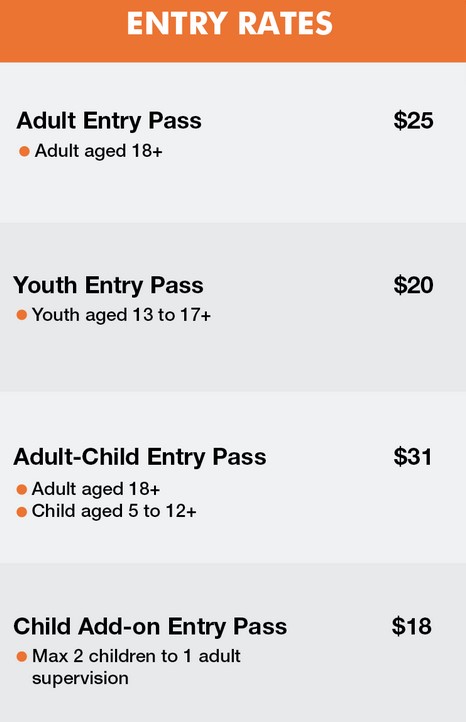 ENTRY RATES
Adult Entry Pass $25
Adult aged 18+
Youth Entry Pass $20
Youth aged 13 to 17+
Adult-Child Entry Pass $31
Adult aged 18+
Child aged 5 to 12+
Child Add-on Entry Pass $18
Max 2 children to 1 adult
supervision